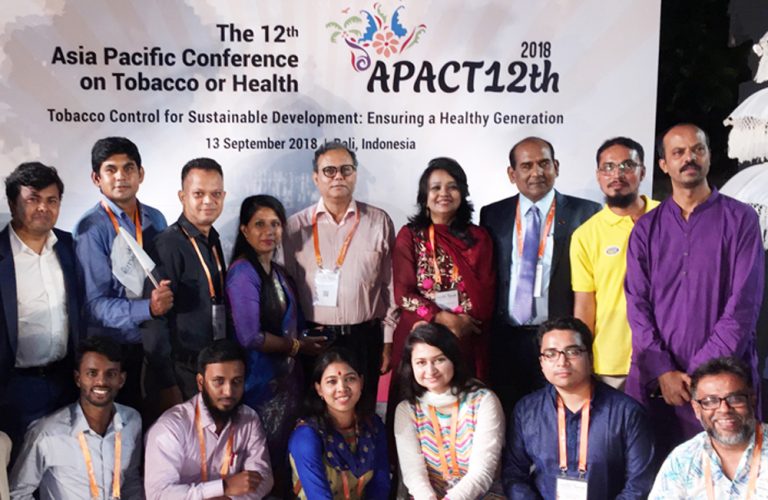 The 12th
Asia Pacific Conference
on Tobacco or Health
2018
APACT12th
Tobacco Control for Sustainable Development: Ensuring a Healthy Generation
13 September 2018 | Bali, Indonesia